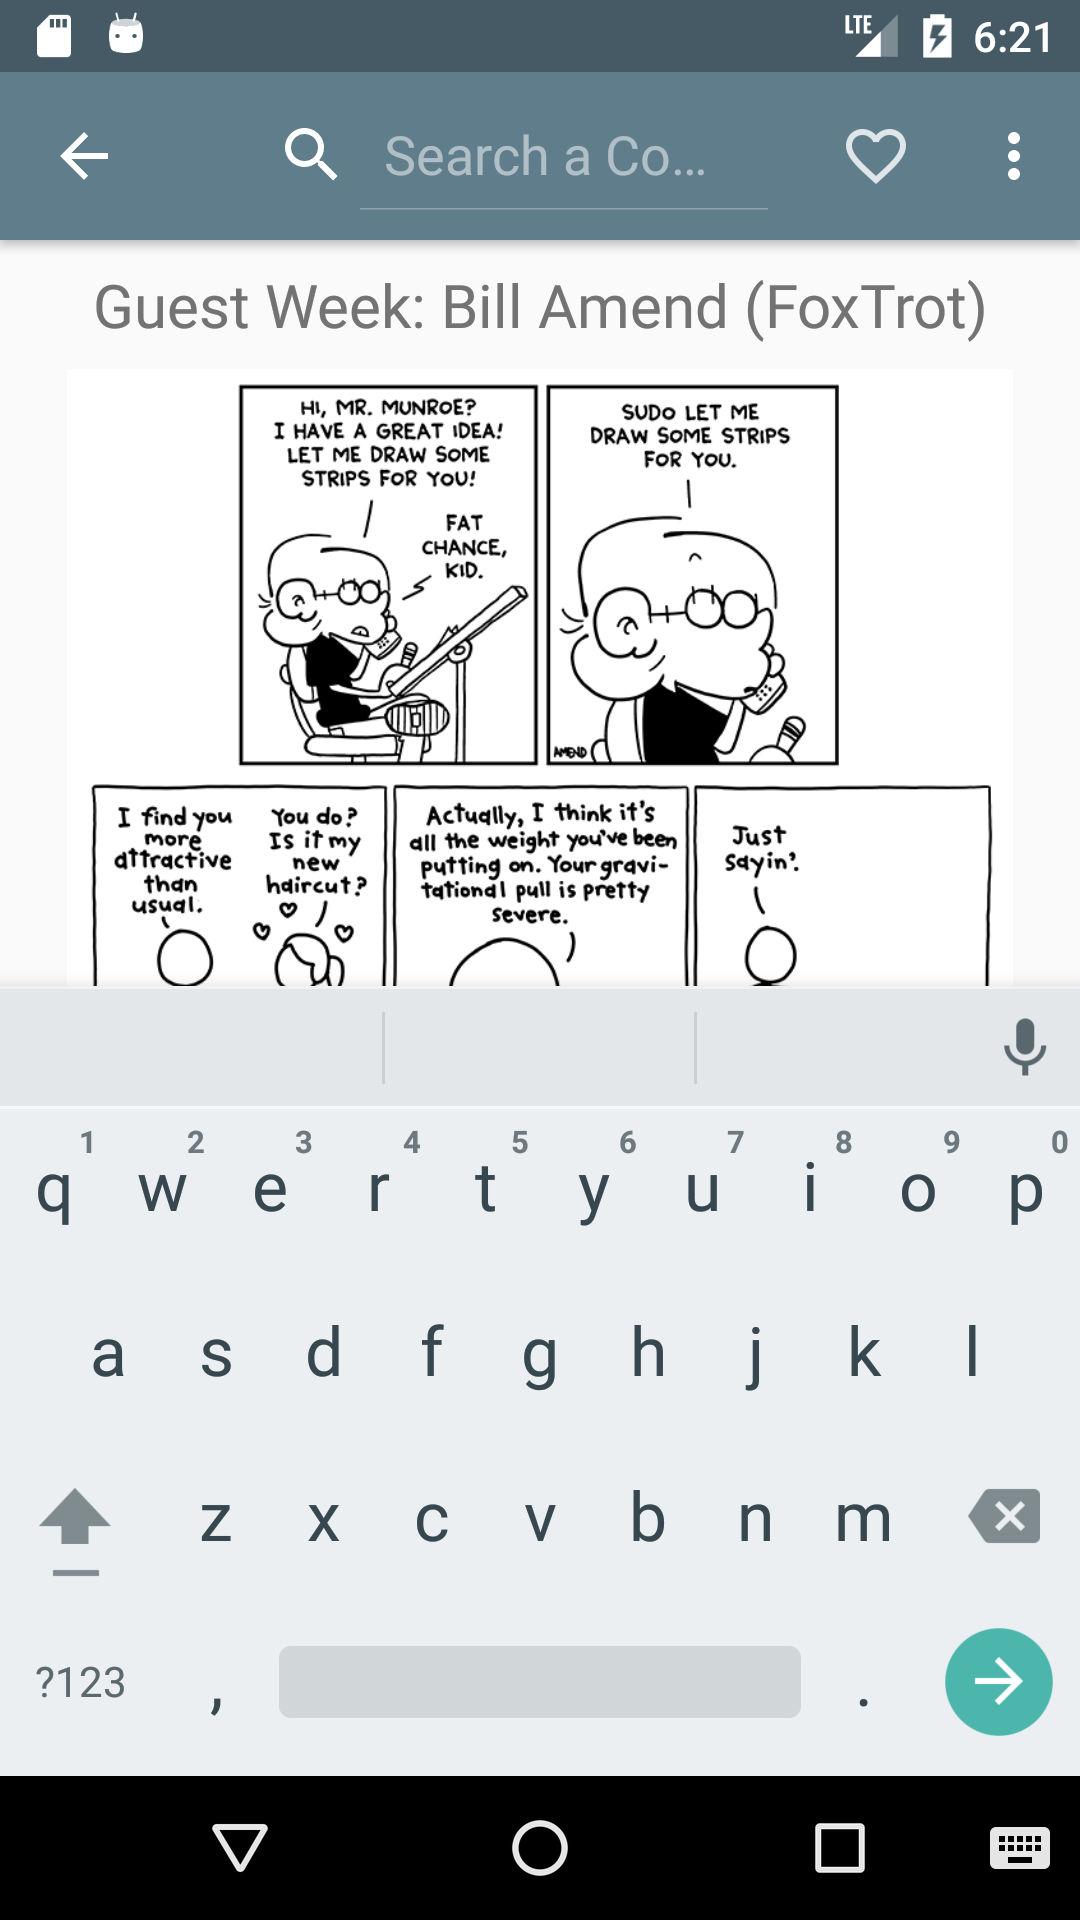 LTE 6:21
Search a Co...
Guest Week: Bill Amend (FoxTrot)
HI, MR. MUNROE?
I HAVE A GREAT IDEA!
LET ME DRAW SOME
STRIPS FOR YOU!
FAT
CHANCE,
KID.
SUDO LET ME
DRAW SOME STRIPS
FOR YOU.
AMEND
I find you
more
attractive
than
usual.
You do?
Is it my
new
haircut?
Actually, I think it's
all the weight you've been
putting on. Your gravi-
tational pull is pretty
severe.
Just
sayin'.
1 2 3 4 5 6 7 8 9 0
q w e r t y u i o p
a s d f g h j k l
z x c v b n m
?123 , .